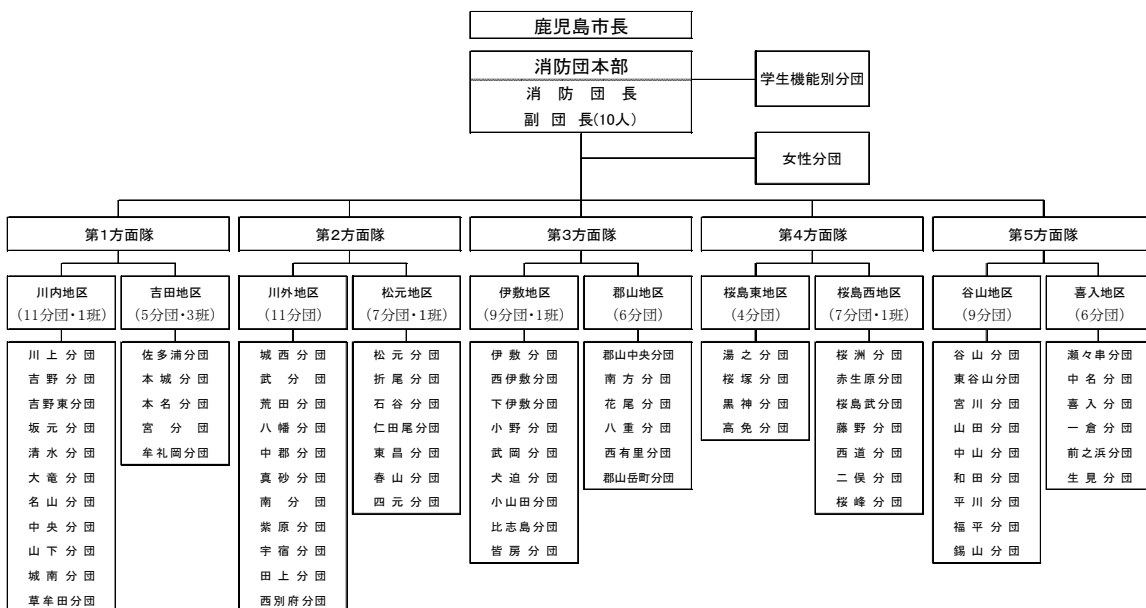 鹿児島市長
消防団本部
消防団長
副団長(10人)
学生機能別分団
女性分団
第1方面隊
第2方面隊
第3方面隊
第4方面隊
第5方面隊
川内地区
(11分団・1班)
川上分団
吉野分団
吉野東分団
坂元分団
清水分団
大竜分団
名山分団
中央分団
山下分団
城南分団
草牟田分団
吉田地区
(5分団・3班)
佐多浦分団
本城分団
本名分団
宮分団
牟礼岡分団
川外地区
(11分団)
城西分団
武分団
荒田分団
八幡分団
中郡分団
真砂分団
南分団
紫原分団
宇宿分団
田上分団
西別府分団
松元地区
(7分団・1班)
松元分団
折尾分団
石谷分団
仁田尾分団
東昌分団
春山分団
四元分団
伊敷地区
(9分団・1班)
伊敷分団
西伊敷分団
下伊敷分団
小野分団
武岡分団
犬迫分団
小山田分団
比志島分団
皆房分団
郡山地区
(6分団)
郡山中央分団
南方分団
花尾分団
八重分団
西有里分団
郡山岳町分団
桜島東地区
(4分団)
湯之分団
桜塚分団
黒神分団
高免分団
桜島西地区
(7分団・1班)
桜洲分団
赤生原分団
桜島武分団
藤野分団
西道分団
二俣分団
桜峰分団
谷山地区
(9分団)
谷山分団
東谷山分団
宮川分団
山田分団
中山分団
和田分団
平川分団
福平分団
錫山分団
喜入地区
(6分団)
瀬々串分団
中名分団
喜入分団
一倉分団
前之浜分団
生見分団